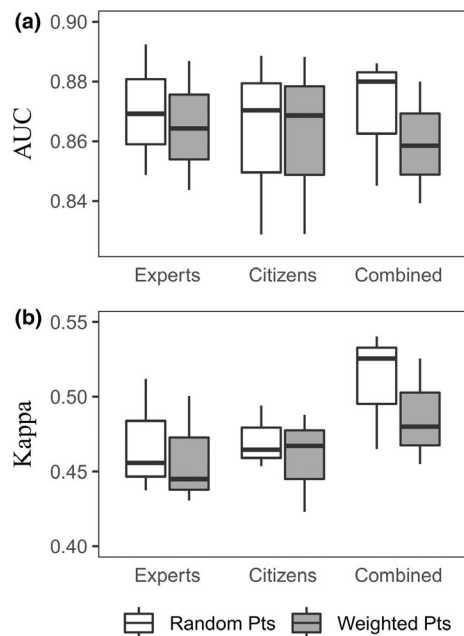 (a)
AUC
0.90
0.88
0.86
0.84
Experts Citizens Combined
(b)
Kappa
0.55
0.50
0.45
0.40
Experts Citizens Combined
Random Pts Weighted Pts